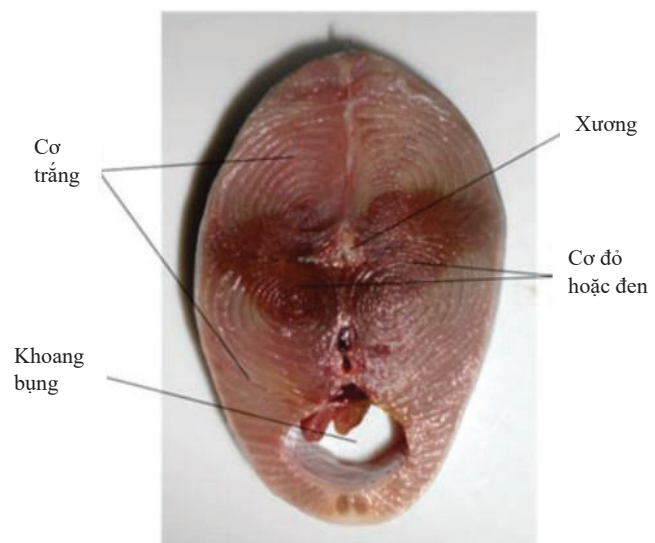 Xương
Cơ
trắng
Cơ đỏ
hoặc đen
Khoang
bụng